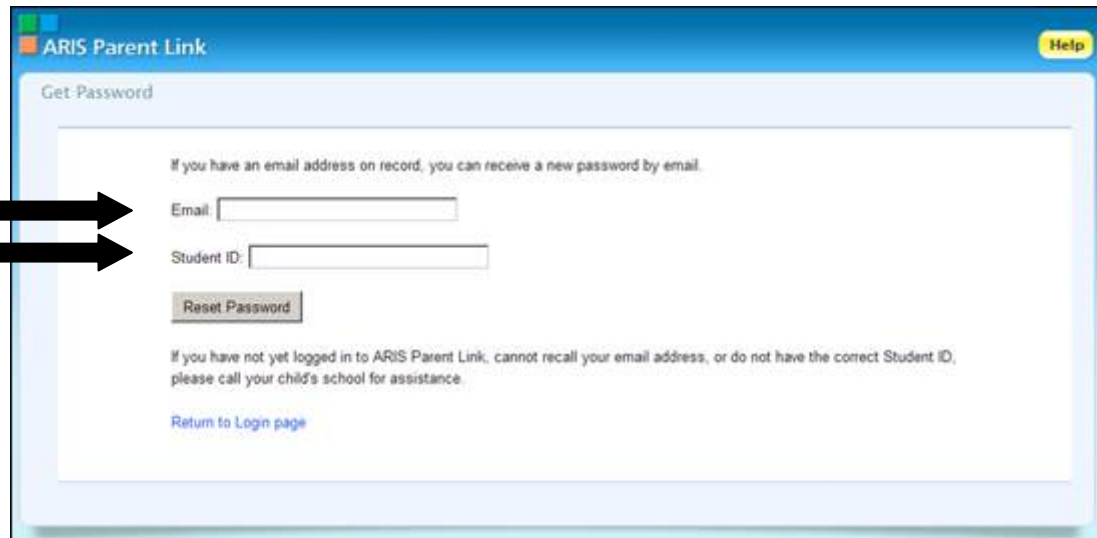 ARIS Parent Link
Help
Get Password
If you have an email address on record, you can receive a new password by email.
Email:
Student ID:
Reset Password
If you have not yet logged in to ARIS Parent Link, cannot recall your email address, or do not have the correct Student ID,
please call your child's school for assistance.
Return to Login page